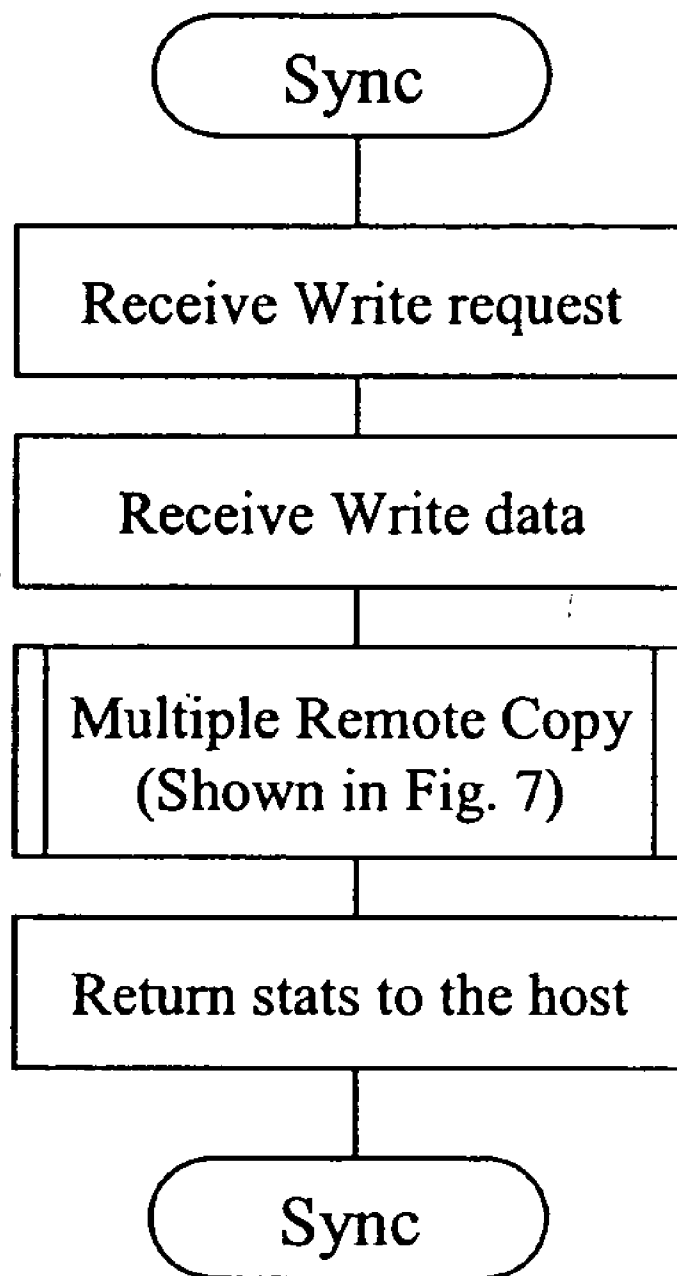 Sync
Receive Write request
Receive Write data
Multiple Remote Copy
(Shown in Fig. 7)
Return stats to the host
Sync